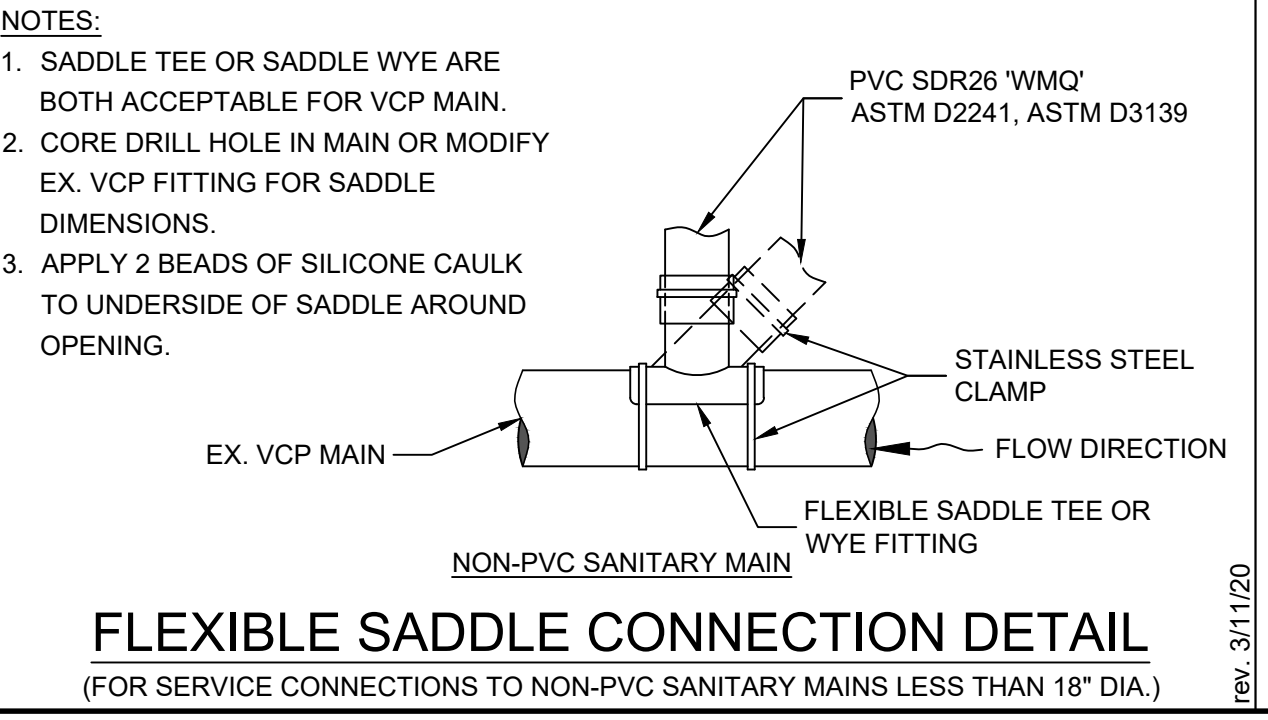 NOTES:
1. SADDLE TEE OR SADDLE WYE ARE
BOTH ACCEPTABLE FOR VCP MAIN.
2. CORE DRILL HOLE IN MAIN OR MODIFY
EX. VCP FITTING FOR SADDLE
DIMENSIONS.
3. APPLY 2 BEADS OF SILICONE CAULK
TO UNDERSIDE OF SADDLE AROUND
OPENING.
PVC SDR26 'WMQ'
ASTM D2241, ASTM D3139
STAINLESS STEEL
CLAMP
EX. VCP MAIN
FLOW DIRECTION
FLEXIBLE SADDLE TEE OR
WYE FITTING
NON-PVC SANITARY MAIN
FLEXIBLE SADDLE CONNECTION DETAIL
(FOR SERVICE CONNECTIONS TO NON-PVC SANITARY MAINS LESS THAN 18" DIA.)
rev. 3/11/20